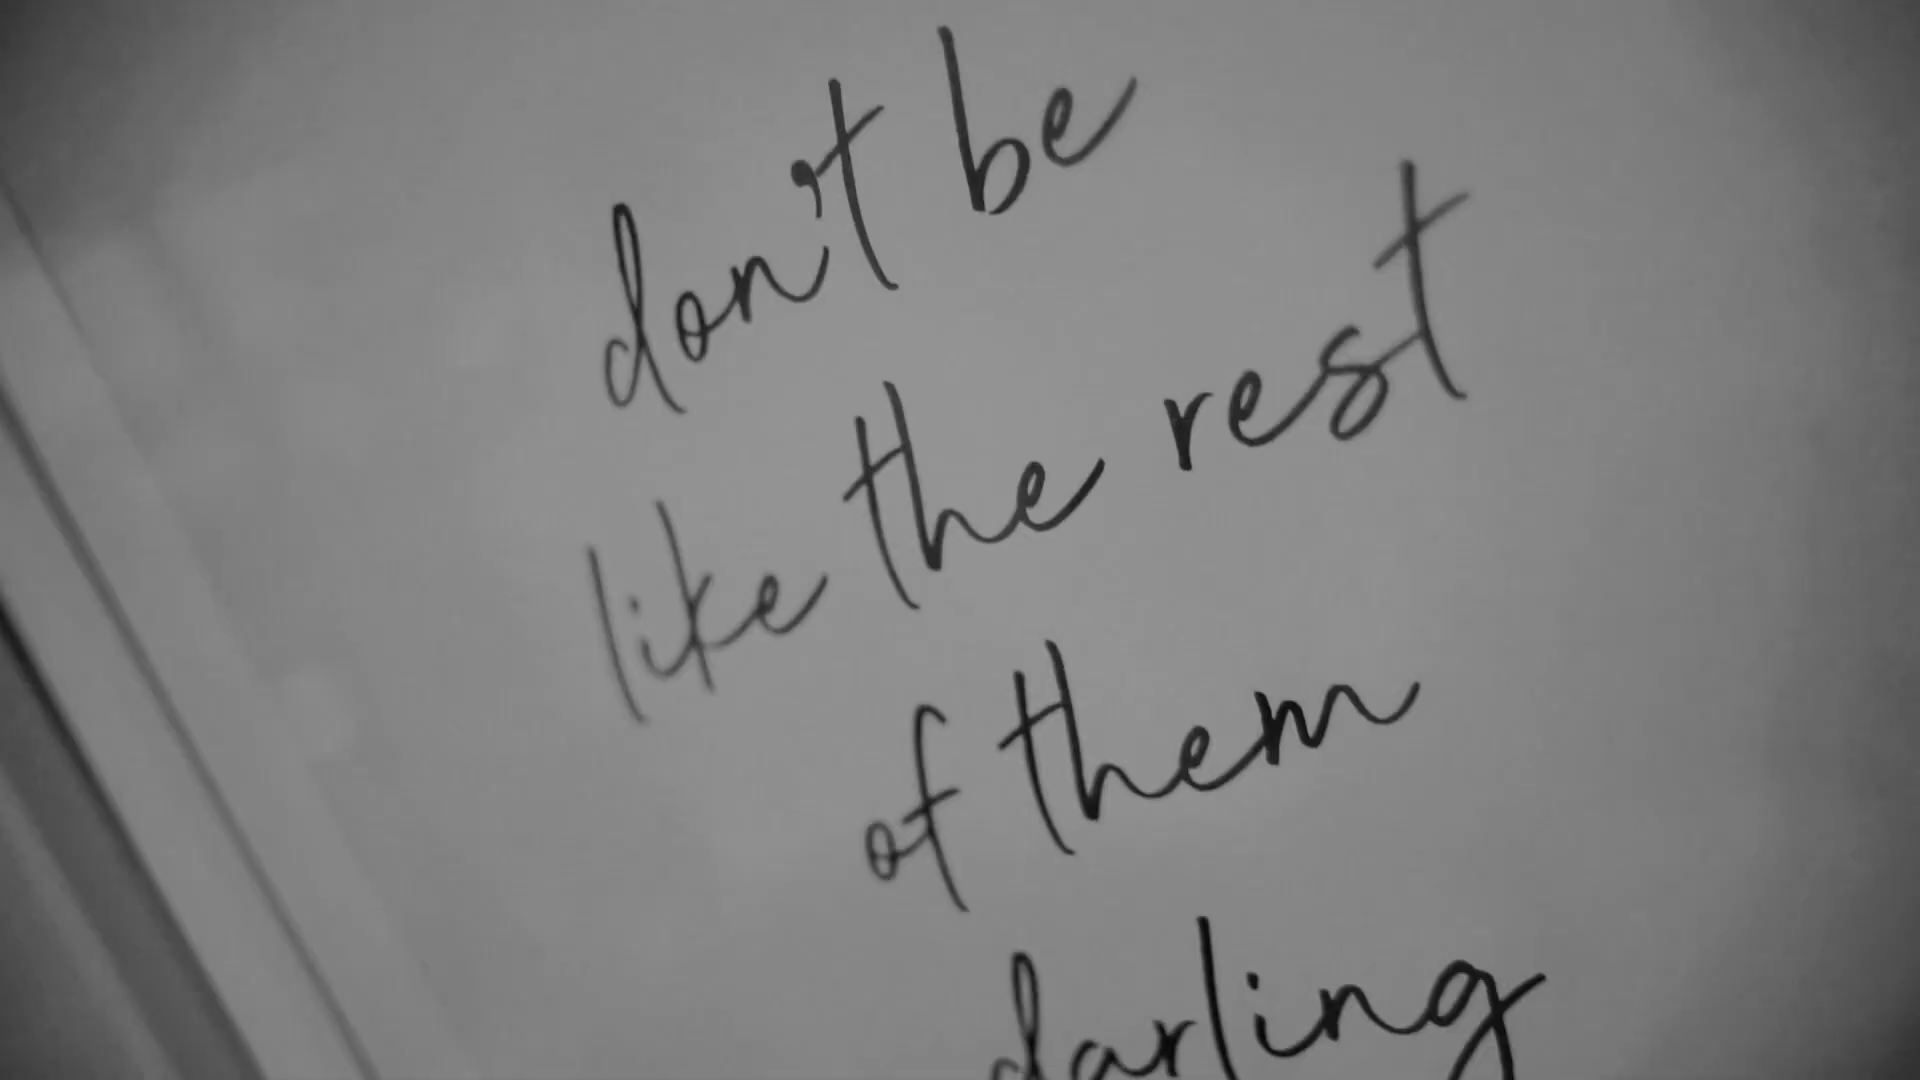 don't be
like the rest
of them
darling